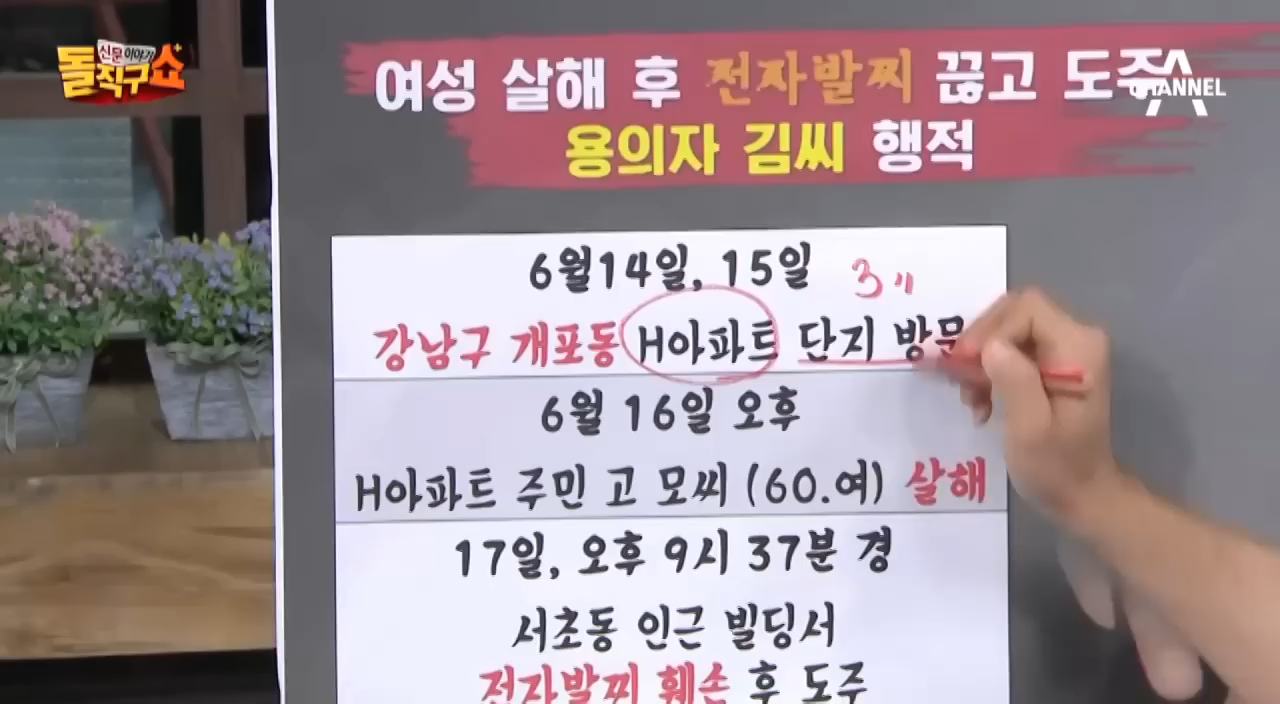 신문이야기
돌직구쇼
여성 살해 후 전자발찌 끊고 도주
CHANNEL A
용의자 김씨 행적
6월14일, 15일 3"
강남구 개포동 H아파트 단지 방문
6월 16일 오후
H아파트 주민 고 모씨 (60.여) 살해
17일, 오후 9시 37분 경
서초동 인근 빌딩서
전자발찌 훼손 후 도주